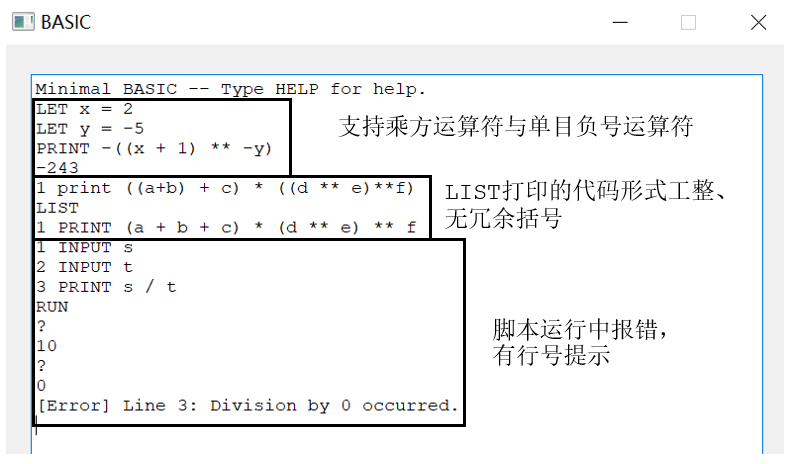 BASIC
Minimal BASIC -- Type HELP for help.
LET x = 2
LET y = -5
PRINT -((x + 1) ** -y)
-243
支持乘方运算符与单目负号运算符
1 print ((a+b) + c) * ((d ** e)**f)
LIST
1 PRINT (a + b + c) * (d ** e) ** f
LIST打印的代码形式工整、
无冗余括号
1 INPUT s
2 INPUT t
3 PRINT s / t
RUN
?
10
?
0
[Error] Line 3: Division by 0 occurred.
脚本运行中报错，
有行号提示